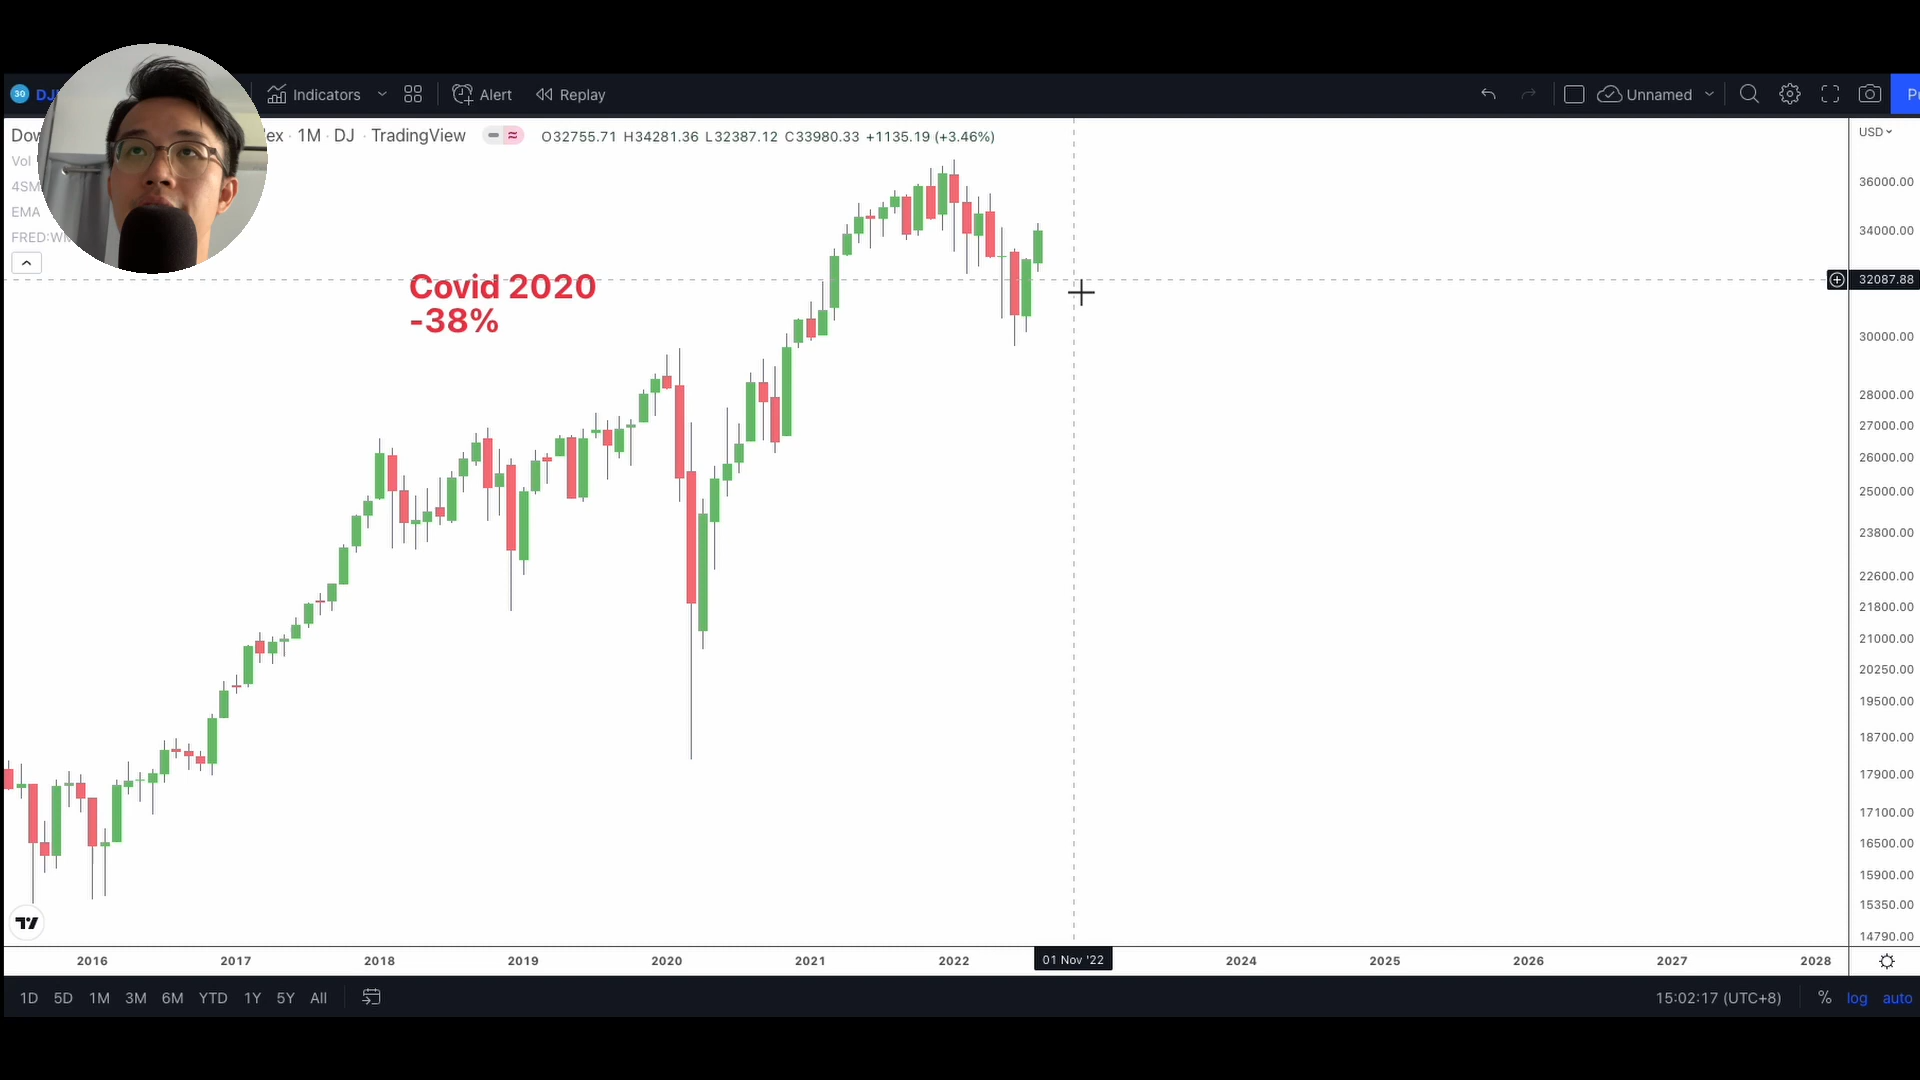 30 DJ Indicators Alert Replay Unnamed
Dow ex · 1M · DJ · TradingView O32755.71 H34281.36 L32387.12 C33980.33 +1135.19 (+3.46%) USD
Vol
4SM
EMA
FRED:W
Covid 2020
-38%
36000.00
34000.00
32087.88
30000.00
28000.00
27000.00
26000.00
25000.00
23800.00
22600.00
21800.00
21000.00
20250.00
19500.00
18700.00
17900.00
17100.00
16500.00
15900.00
15350.00
14790.00
2016 2017 2018 2019 2020 2021 2022 01 Nov '22 2024 2025 2026 2027 2028
1D 5D 1M 3M 6M YTD 1Y 5Y All 15:02:17 (UTC+8) % log auto